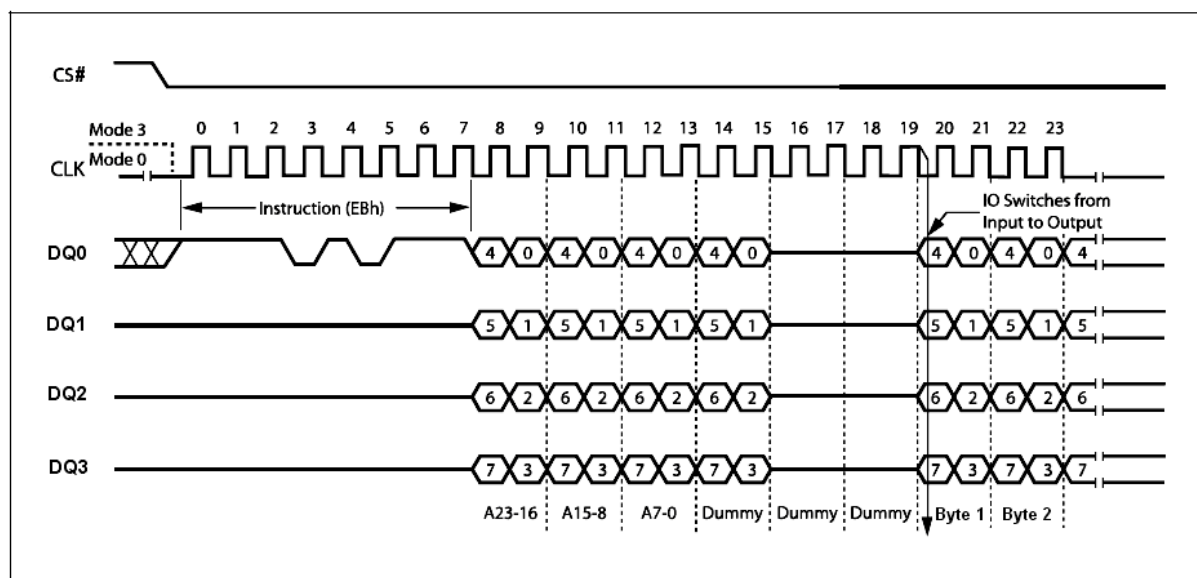 CS#
Mode 3
0 1 2 3 4 5 6 7 8 9 10 11 12 13 14 15 16 17 18 19 20 21 22 23
CLK
Mode 0
Instruction (EBh)
IO Switches from
Input to Output
DQ0
4 0 4 0 4 0 4 0 4 0 4 0 4
DQ1
5 1 5 1 5 1 5 1 5 1 5 1 5
DQ2
6 2 6 2 6 2 6 2 6 2 6 2 6
DQ3
7 3 7 3 7 3 7 3 7 3 7 3 7
A23-16 A15-8 A7-0 Dummy Dummy Dummy Byte 1 Byte 2